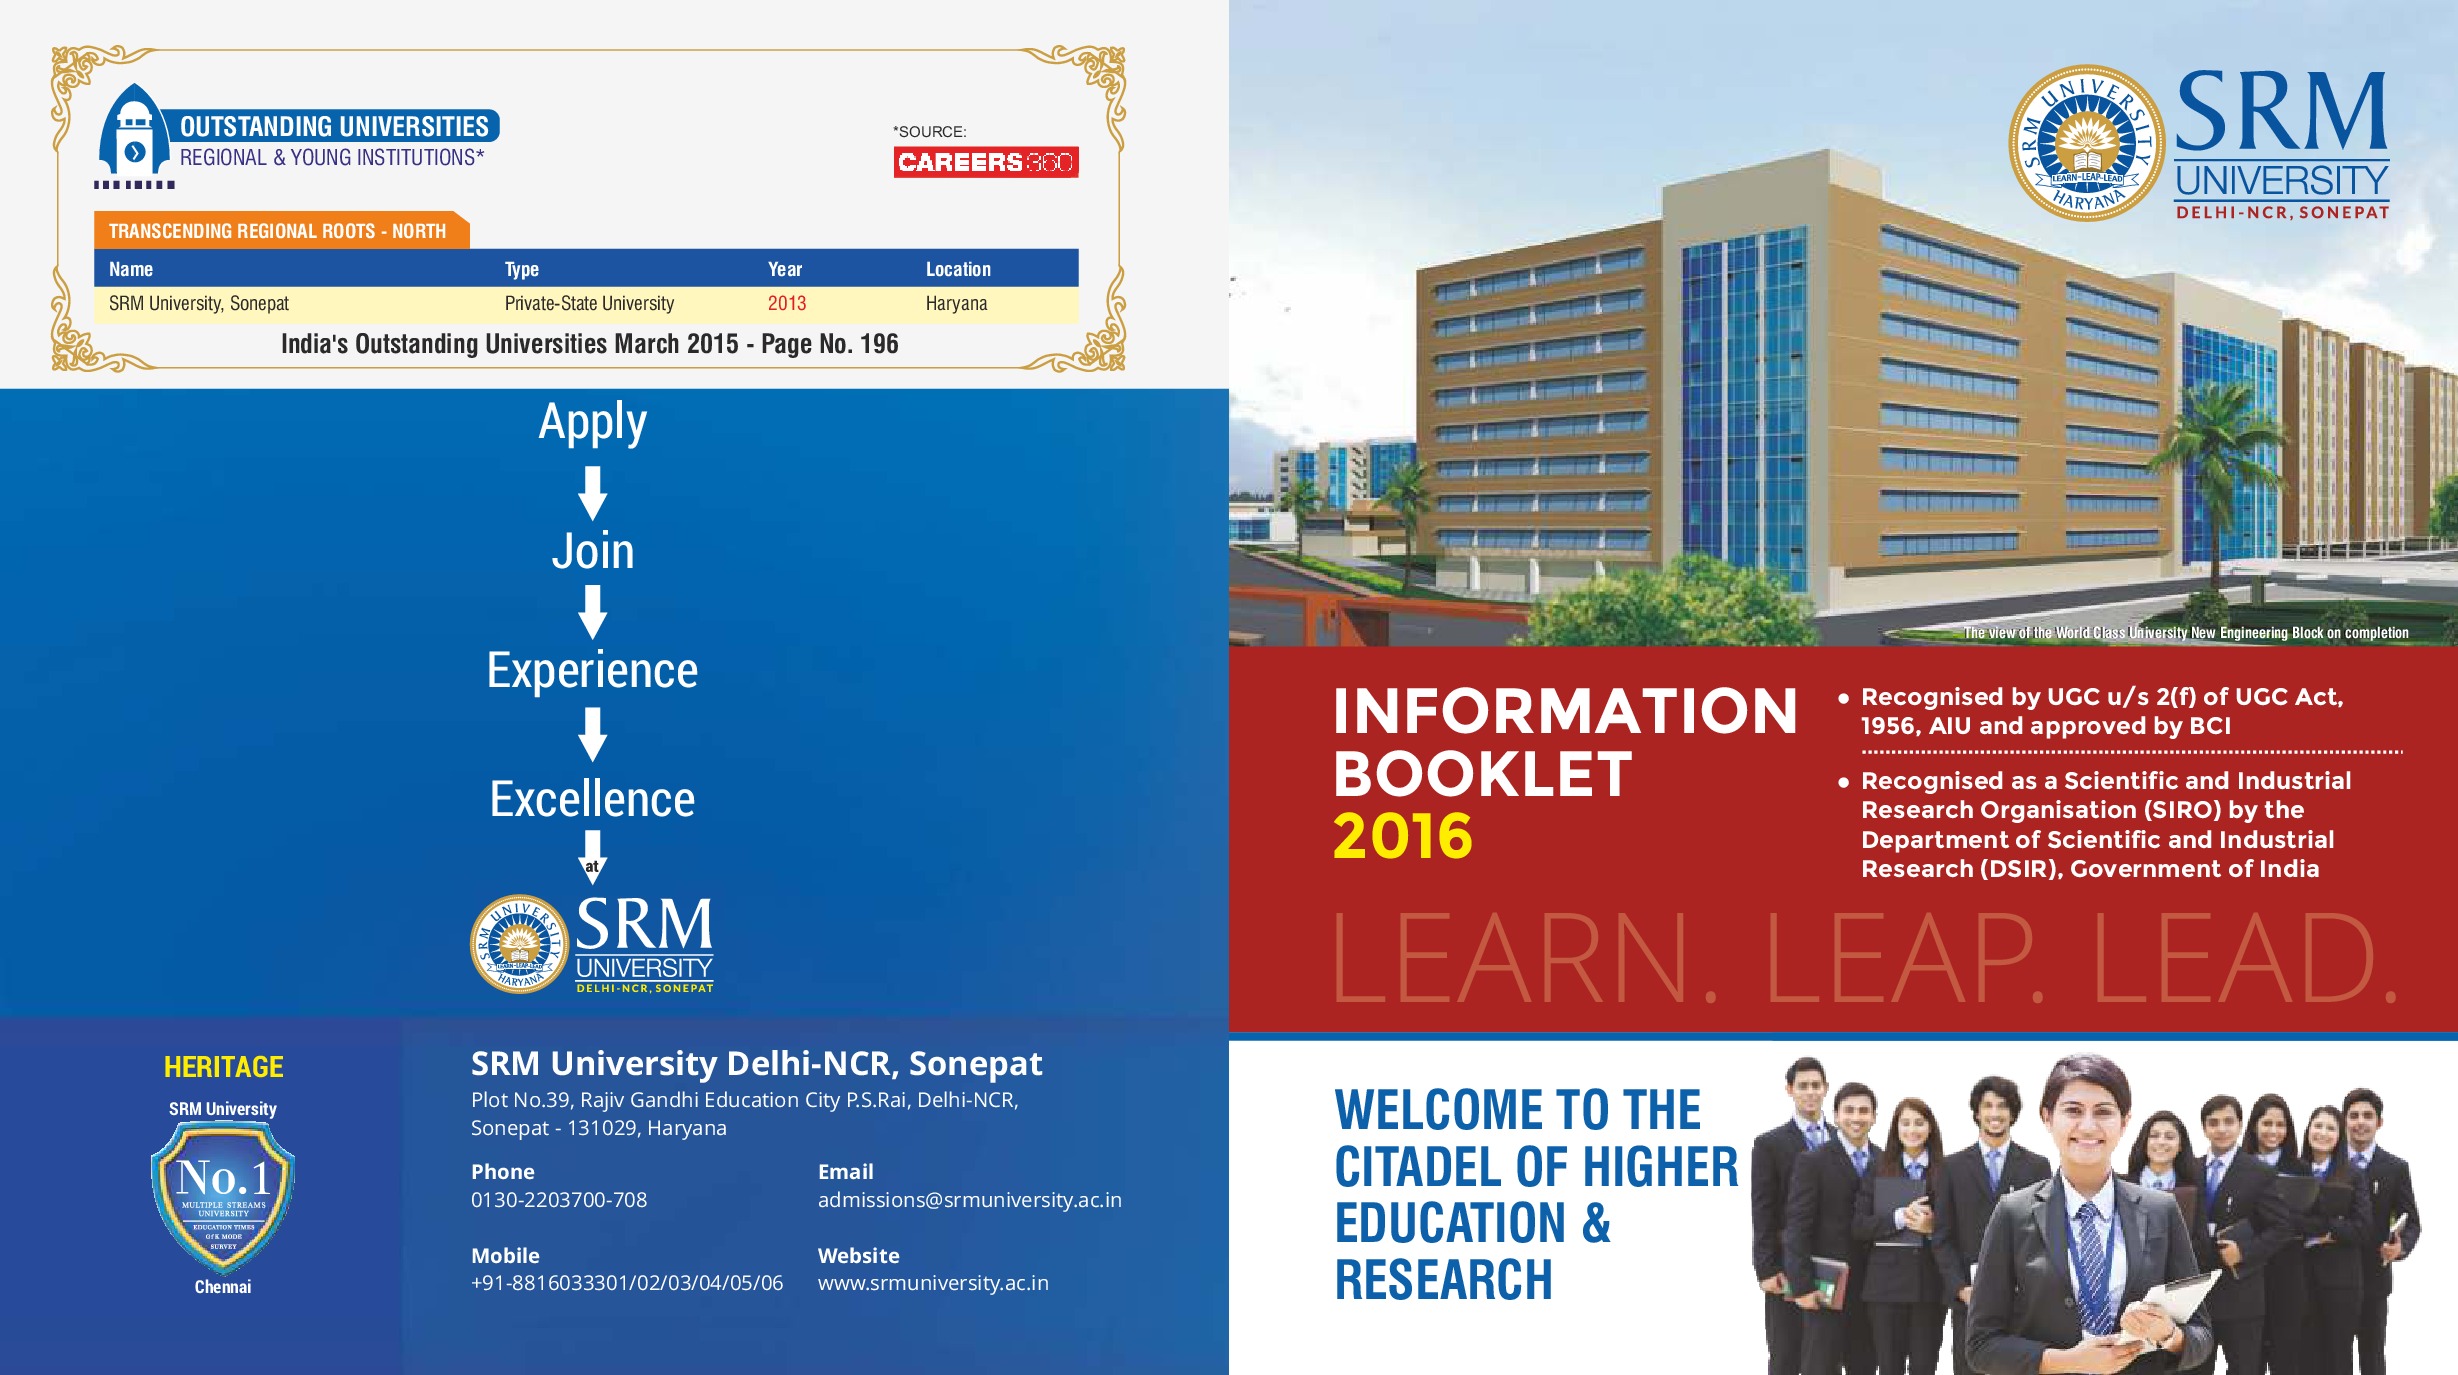 OUTSTANDING UNIVERSITIES
REGIONAL & YOUNG INSTITUTIONS*
*SOURCE:
CAREERS360
TRANSCENDING REGIONAL ROOTS - NORTH
Name Type Year Location
SRM University, Sonepat Private-State University 2013 Haryana
India's Outstanding Universities March 2015 - Page No. 196
Apply
Join
Experience
Excellence
at
SRM UNIVERSITY
LEARN-LEAP-LEAD
HARYANA
SRM
UNIVERSITY
DELHI-NCR, SONEPAT
HERITAGE
SRM University
No.1
MULTIPLE STREAMS
UNIVERSITY
EDUCATION TIMES
GfK MODE
SURVEY
Chennai
SRM University Delhi-NCR, Sonepat
Plot No.39, Rajiv Gandhi Education City P.S.Rai, Delhi-NCR,
Sonepat - 131029, Haryana
Phone
0130-2203700-708
Email
admissions@srmuniversity.ac.in
Mobile
+91-8816033301/02/03/04/05/06
Website
www.srmuniversity.ac.in
SRM UNIVERSITY
LEARN-LEAP-LEAD
HARYANA
SRM
UNIVERSITY
DELHI-NCR, SONEPAT
The view of the World Class University New Engineering Block on completion
INFORMATION
BOOKLET
2016
● Recognised by UGC u/s 2(f) of UGC Act,
1956, AIU and approved by BCI
● Recognised as a Scientific and Industrial
Research Organisation (SIRO) by the
Department of Scientific and Industrial
Research (DSIR), Government of India
LEARN. LEAP. LEAD.
WELCOME TO THE
CITADEL OF HIGHER
EDUCATION &
RESEARCH